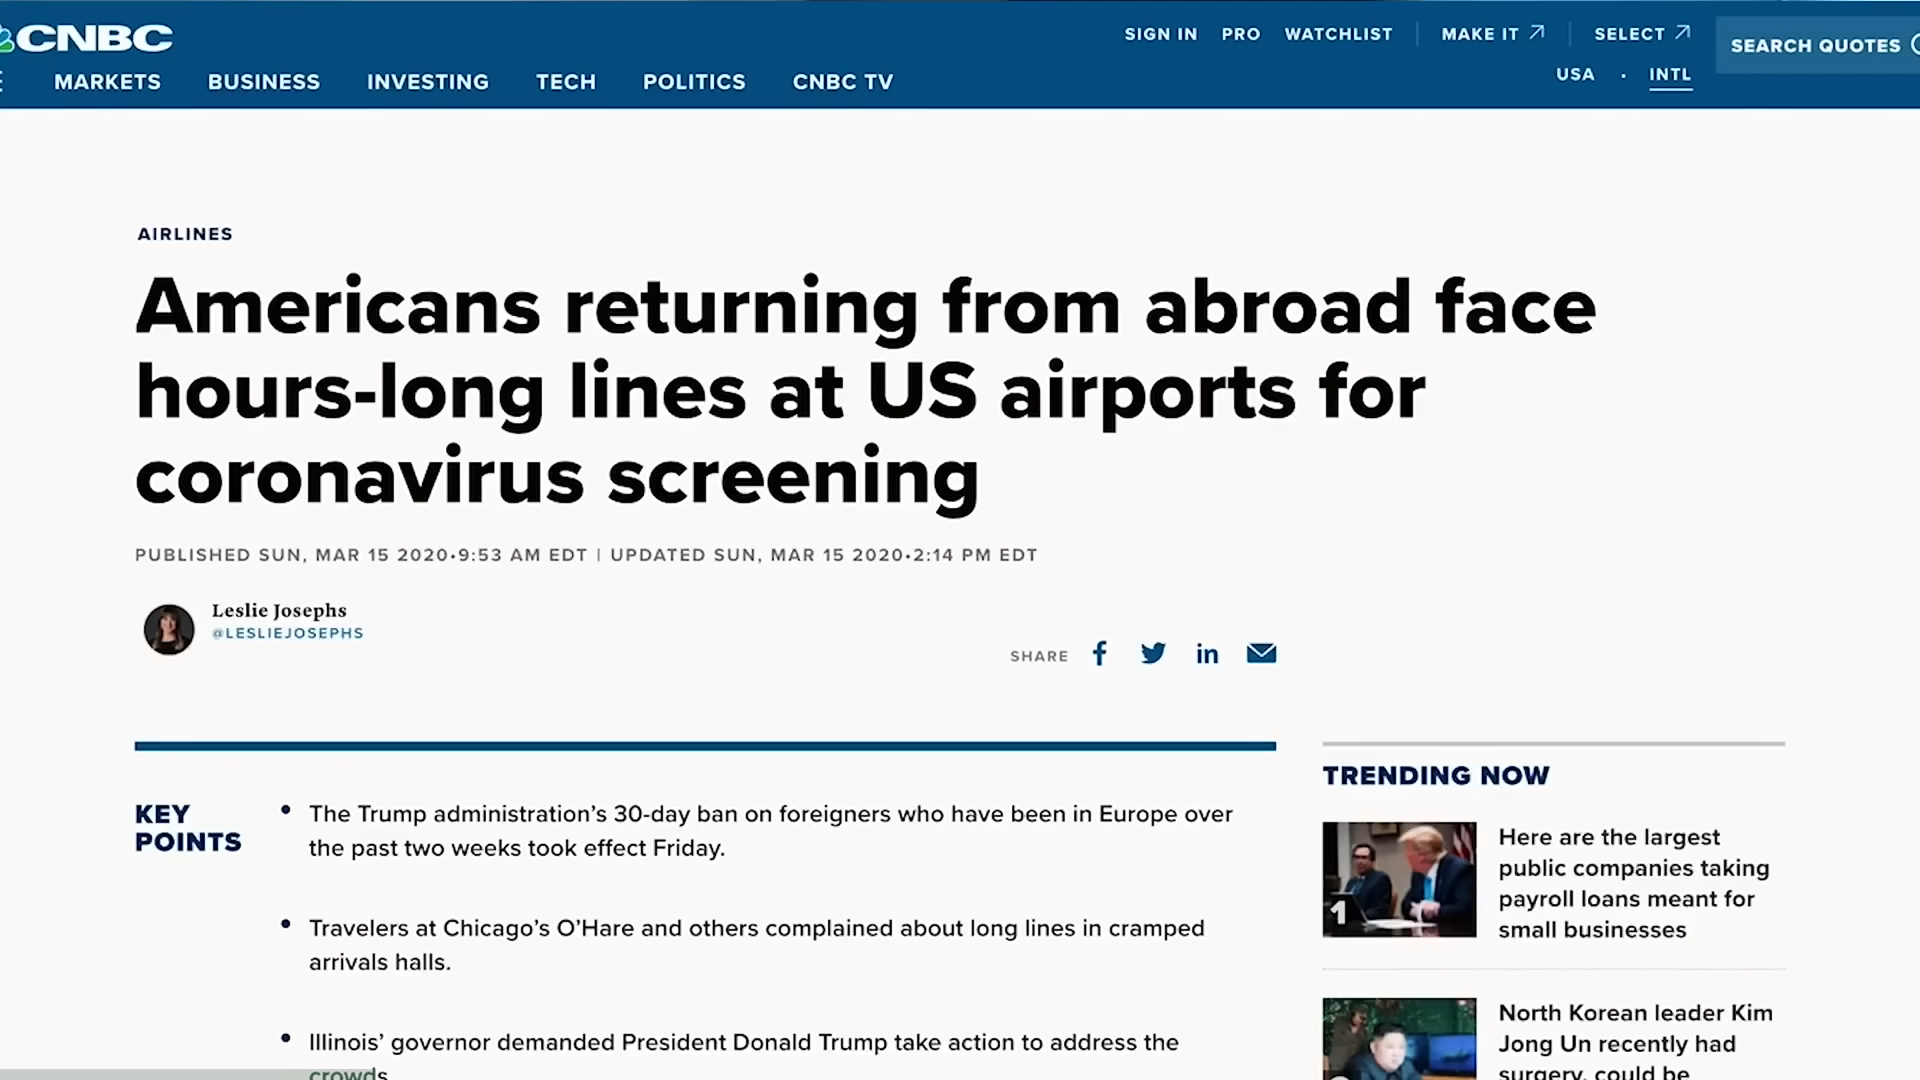 CNBC
SIGN IN PRO WATCHLIST MAKE IT SELECT
SEARCH QUOTES
USA · INTL
MARKETS BUSINESS INVESTING TECH POLITICS CNBC TV
AIRLINES
Americans returning from abroad face
hours-long lines at US airports for
coronavirus screening
PUBLISHED SUN, MAR 15 2020•9:53 AM EDT | UPDATED SUN, MAR 15 2020•2:14 PM EDT
Leslie Josephs
@LESLIEJOSEPHS
SHARE
KEY
POINTS
• The Trump administration’s 30-day ban on foreigners who have been in Europe over
the past two weeks took effect Friday.
• Travelers at Chicago’s O’Hare and others complained about long lines in cramped
arrivals halls.
• Illinois’ governor demanded President Donald Trump take action to address the
crowds
TRENDING NOW
1
Here are the largest
public companies taking
payroll loans meant for
small businesses
North Korean leader Kim
Jong Un recently had
surgery, could be